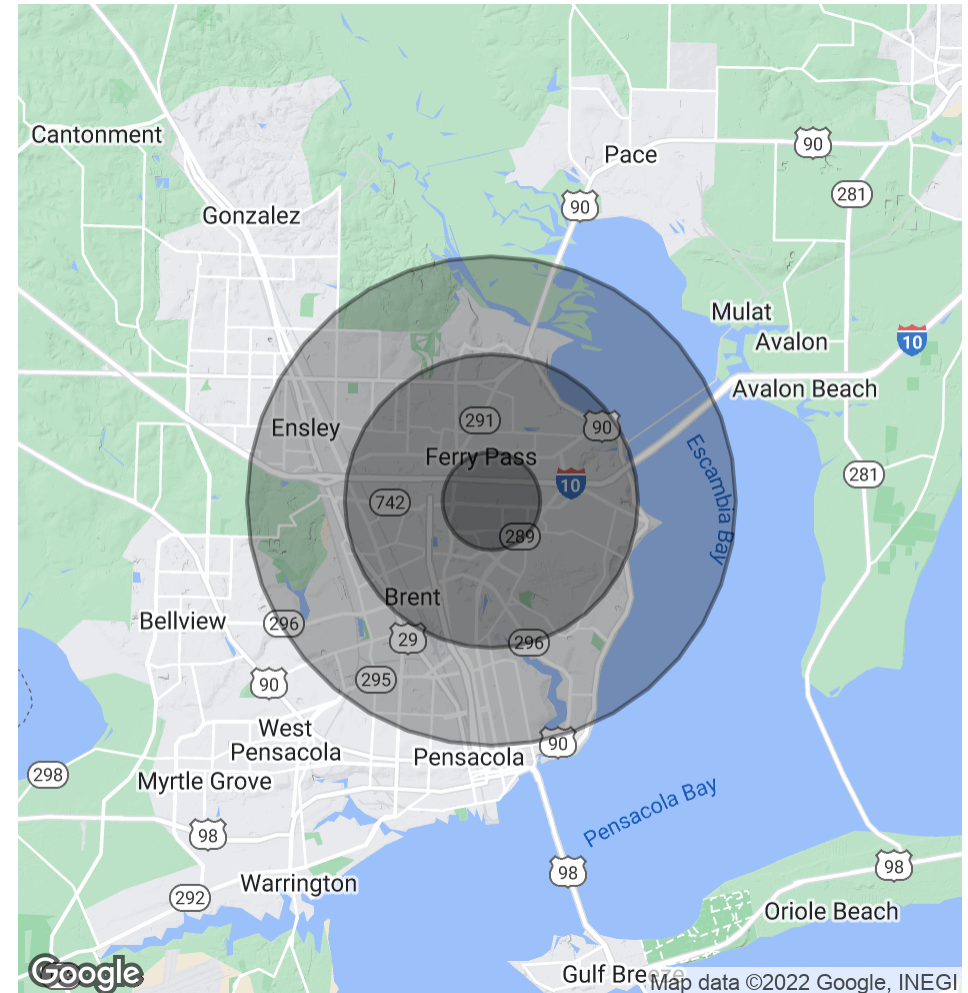 Cantonment
90
Pace
281
90
Gonzalez
Mulat
10
Avalon
Avalon Beach
291
90
Ensley
Ferry Pass
Escambia Bay
281
10
742
289
Brent
Bellview
296
29
296
295
90
West
Pensacola
90
Pensacola
298
Myrtle Grove
Pensacola Bay
98
98
98
Warrington
292
Oriole Beach
Gulf Breeze
Google
Map data ©2022 Google, INEGI